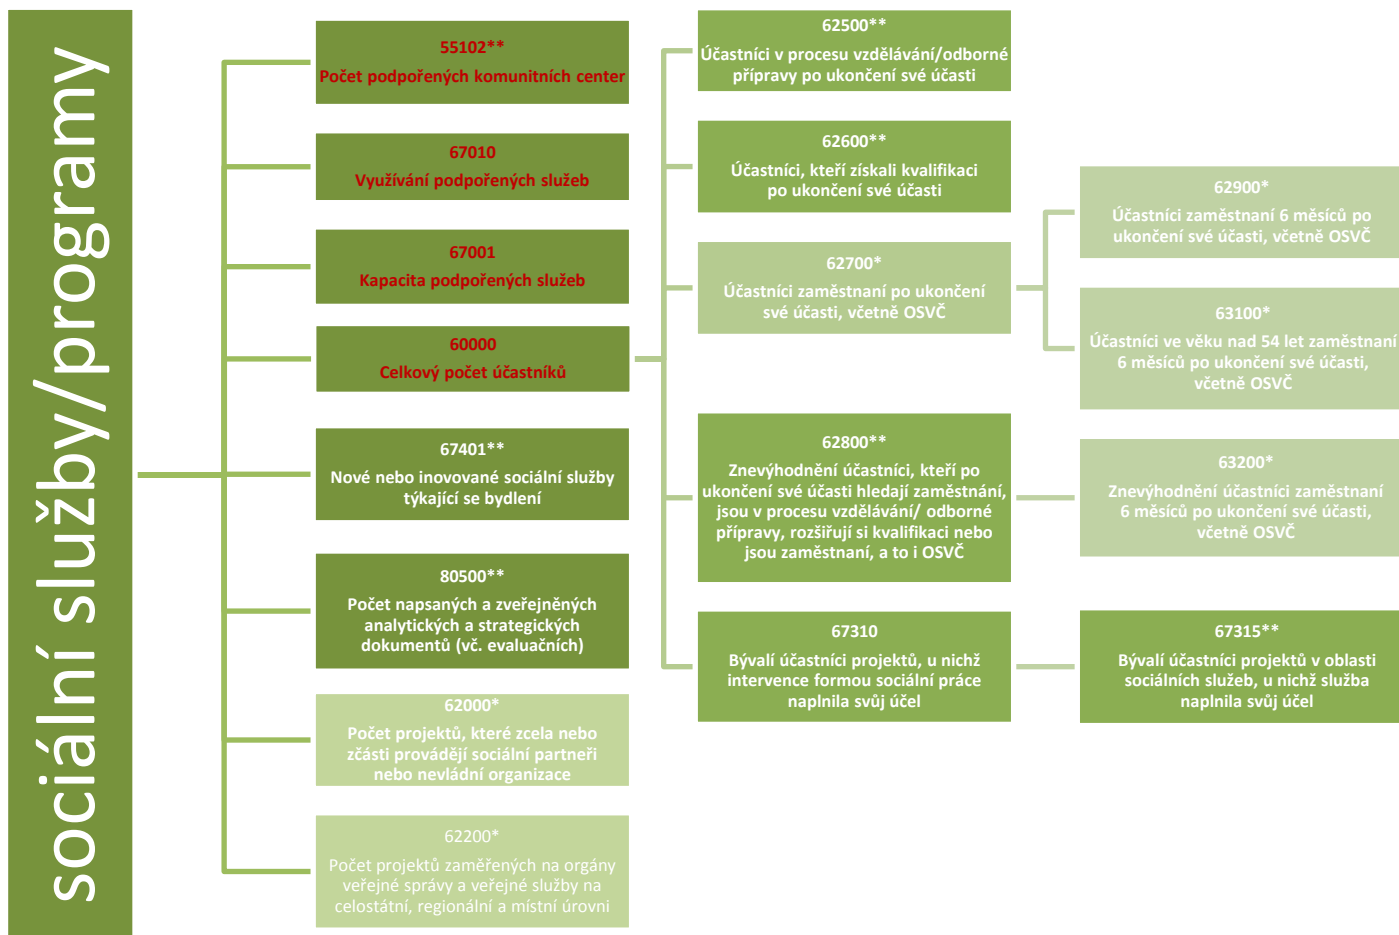 sociální služby/programy
55102**
Počet podpořených komunitních center
67010
Využívání podpořených služeb
67001
Kapacita podpořených služeb
60000
Celkový počet účastníků
67401**
Nové nebo inovované sociální služby
týkající se bydlení
80500**
Počet napsaných a zveřejněných
analytických a strategických
dokumentů (vč. evaluačních)
62000*
Počet projektů, které zcela nebo
zčásti provádějí sociální partneři
nebo nevládní organizace
62200*
Počet projektů zaměřených na orgány
veřejné správy a veřejné služby na
celostátní, regionální a místní úrovni
62500**
Účastníci v procesu vzdělávání/odborné
přípravy po ukončení své účasti
62600**
Účastníci, kteří získali kvalifikaci
po ukončení své účasti
62700*
Účastníci zaměstnaní po ukončení
své účasti, včetně OSVČ
62800**
Znevýhodnění účastníci, kteří po
ukončení své účasti hledají zaměstnání,
jsou v procesu vzdělávání/ odborné
přípravy, rozšiřují si kvalifikaci nebo
jsou zaměstnaní, a to i OSVČ
67310
Bývalí účastníci projektů, u nichž
intervence formou sociální práce
naplnila svůj účel
62900*
Účastníci zaměstnaní 6 měsíců po
ukončení své účasti, včetně OSVČ
63100*
Účastníci ve věku nad 54 let zaměstnaní
6 měsíců po ukončení své účasti,
včetně OSVČ
63200*
Znevýhodnění účastníci zaměstnaní
6 měsíců po ukončení své účasti,
včetně OSVČ
67315**
Bývalí účastníci projektů v oblasti
sociálních služeb, u nichž služba
naplnila svůj účel